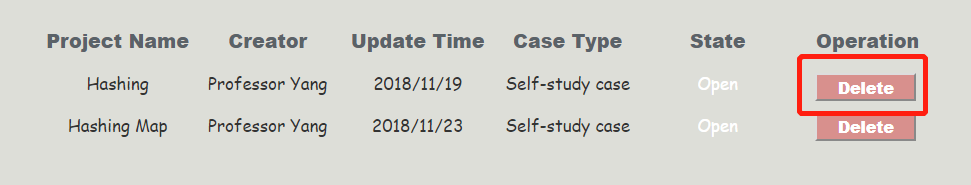 Project Name Creator Update Time Case Type State Operation
Hashing Professor Yang 2018/11/19 Self-study case Open Delete
Hashing Map Professor Yang 2018/11/23 Self-study case Open Delete